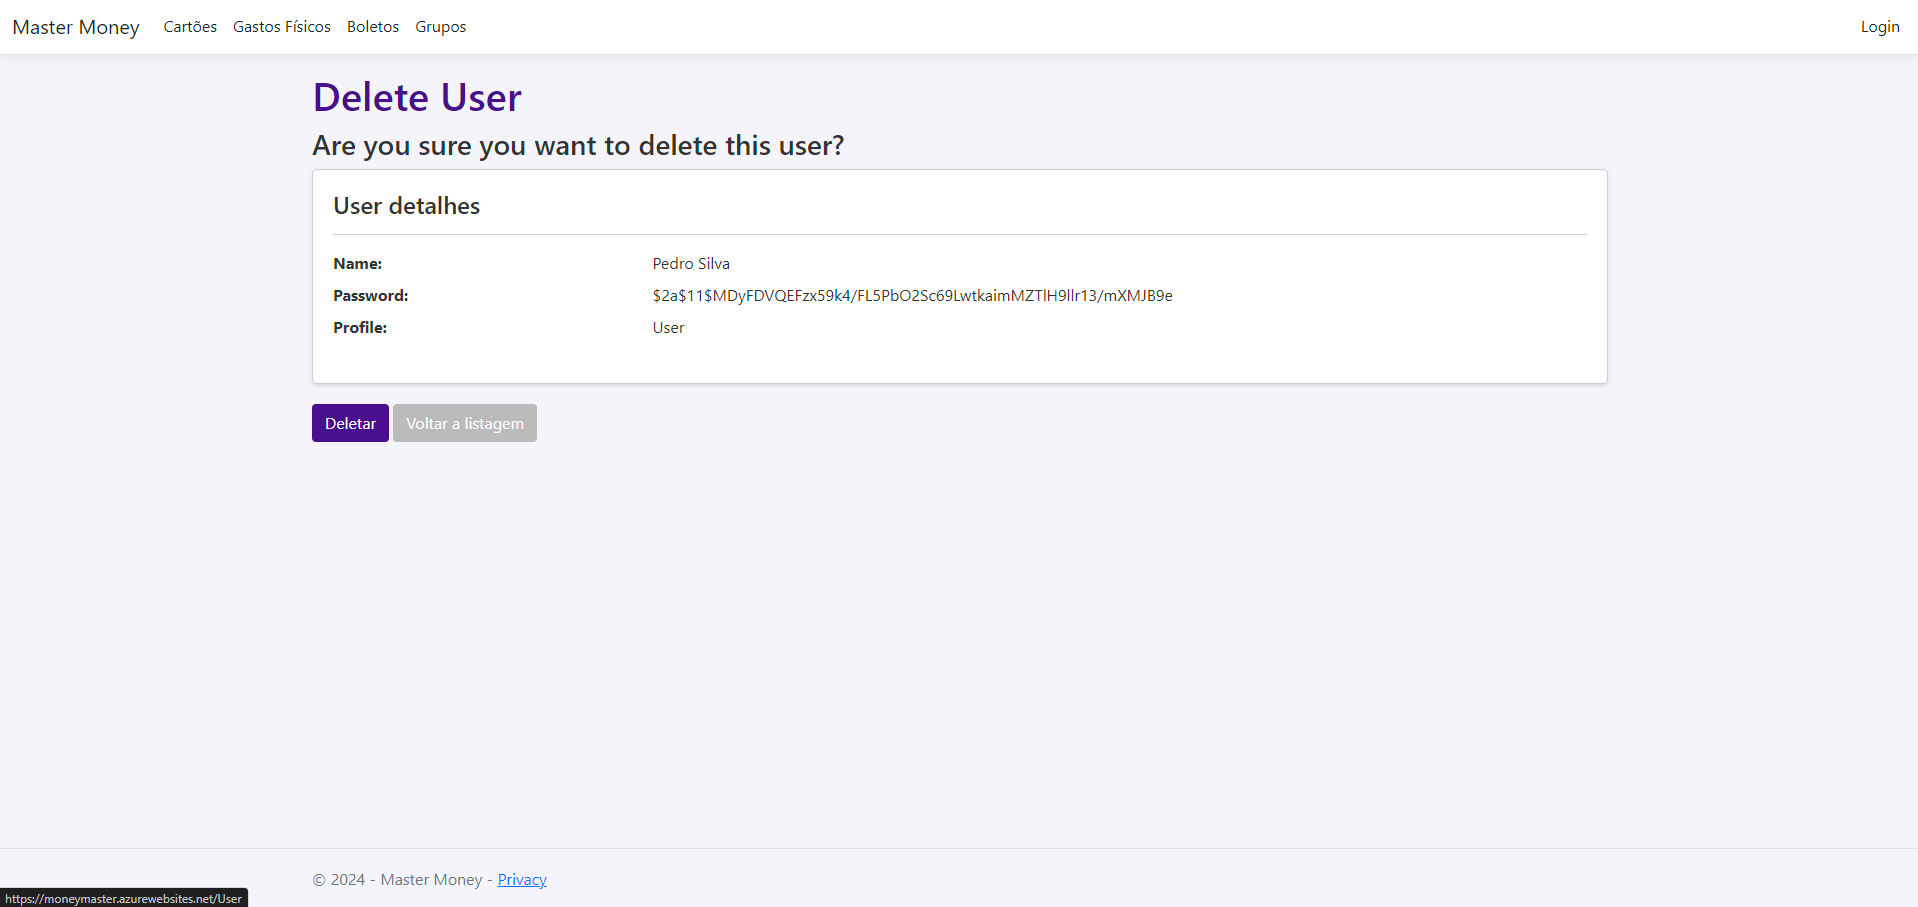 Master Money Cartões Gastos Físicos Boletos Grupos Login
Delete User
Are you sure you want to delete this user?
User detalhes
Name: Pedro Silva
Password: $2a$11$MDyFDVQEFzx59k4/FL5PbO2Sc69LwtkaimMZTlH9llr13/mXMJB9e
Profile: User
Deletar Voltar a listagem
© 2024 - Master Money - Privacy
https://moneymaster.azurewebsites.net/User